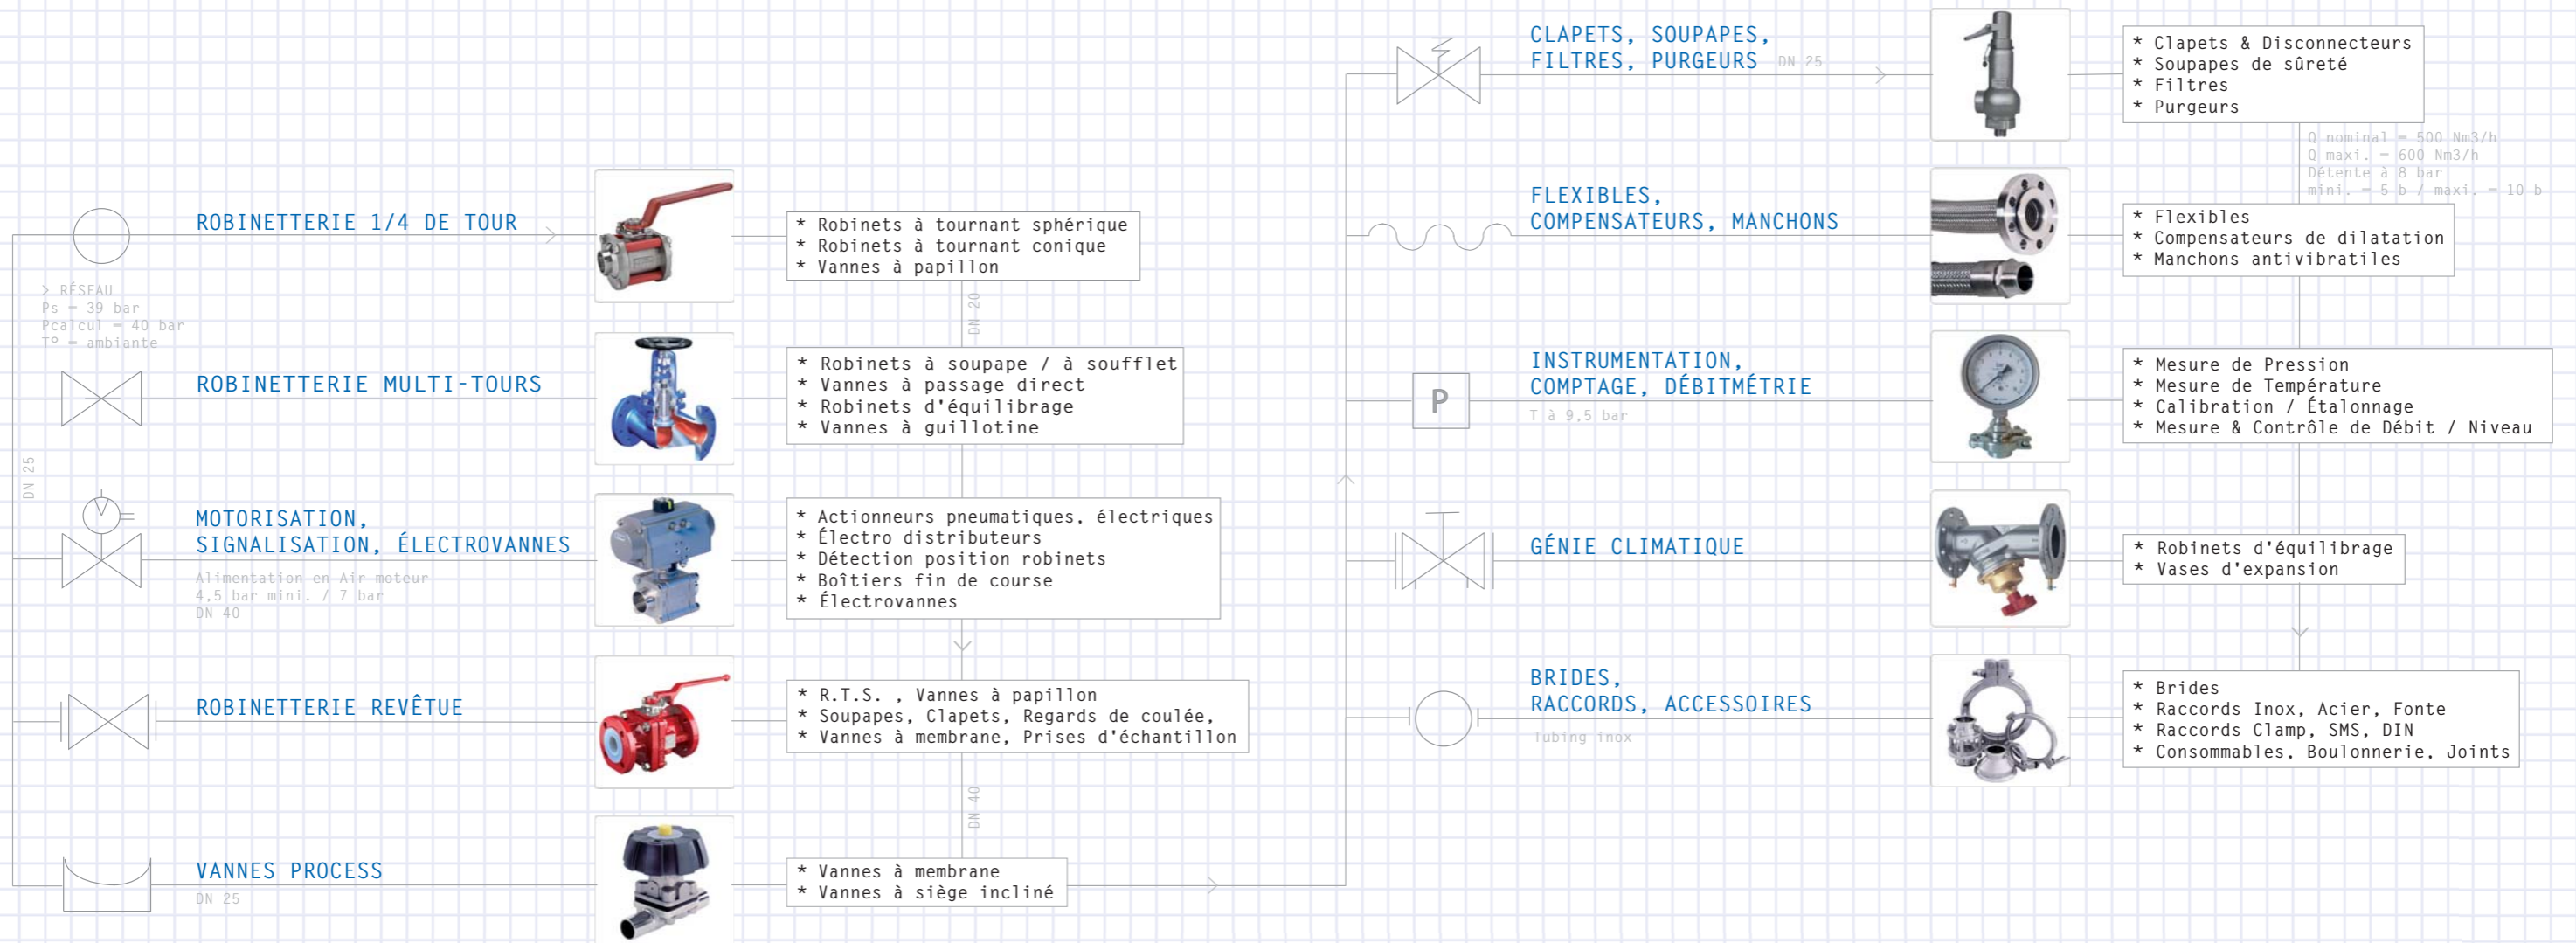 ROBINETTERIE 1/4 DE TOUR
* Robinets à tournant sphérique
* Robinets à tournant conique
* Vannes à papillon
> RÉSEAU
Ps = 39 bar
Pcalcul = 40 bar
T° = ambiante
DN 20
ROBINETTERIE MULTI-TOURS
* Robinets à soupape / à soufflet
* Vannes à passage direct
* Robinets d'équilibrage
* Vannes à guillotine
DN 25
MOTORISATION,
SIGNALISATION, ÉLECTROVANNES
Alimentation en Air moteur
4,5 bar mini. / 7 bar
DN 40
* Actionneurs pneumatiques, électriques
* Électro distributeurs
* Détection position robinets
* Boîtiers fin de course
* Électrovannes
ROBINETTERIE REVÊTUE
* R.T.S. , Vannes à papillon
* Soupapes, Clapets, Regards de coulée,
* Vannes à membrane, Prises d'échantillon
DN 40
VANNES PROCESS
DN 25
* Vannes à membrane
* Vannes à siège incliné
CLAPETS, SOUPAPES,
FILTRES, PURGEURS DN 25
* Clapets & Disconnecteurs
* Soupapes de sûreté
* Filtres
* Purgeurs
Q nominal = 500 Nm3/h
Q maxi. = 600 Nm3/h
Détente à 8 bar
mini. = 5 b / maxi. = 10 b
FLEXIBLES,
COMPENSATEURS, MANCHONS
* Flexibles
* Compensateurs de dilatation
* Manchons antivibratiles
P
INSTRUMENTATION,
COMPTAGE, DÉBITMÉTRIE
T à 9,5 bar
* Mesure de Pression
* Mesure de Température
* Calibration / Étalonnage
* Mesure & Contrôle de Débit / Niveau
GÉNIE CLIMATIQUE
* Robinets d'équilibrage
* Vases d'expansion
BRIDES,
RACCORDS, ACCESSOIRES
Tubing inox
* Brides
* Raccords Inox, Acier, Fonte
* Raccords Clamp, SMS, DIN
* Consommables, Boulonnerie, Joints